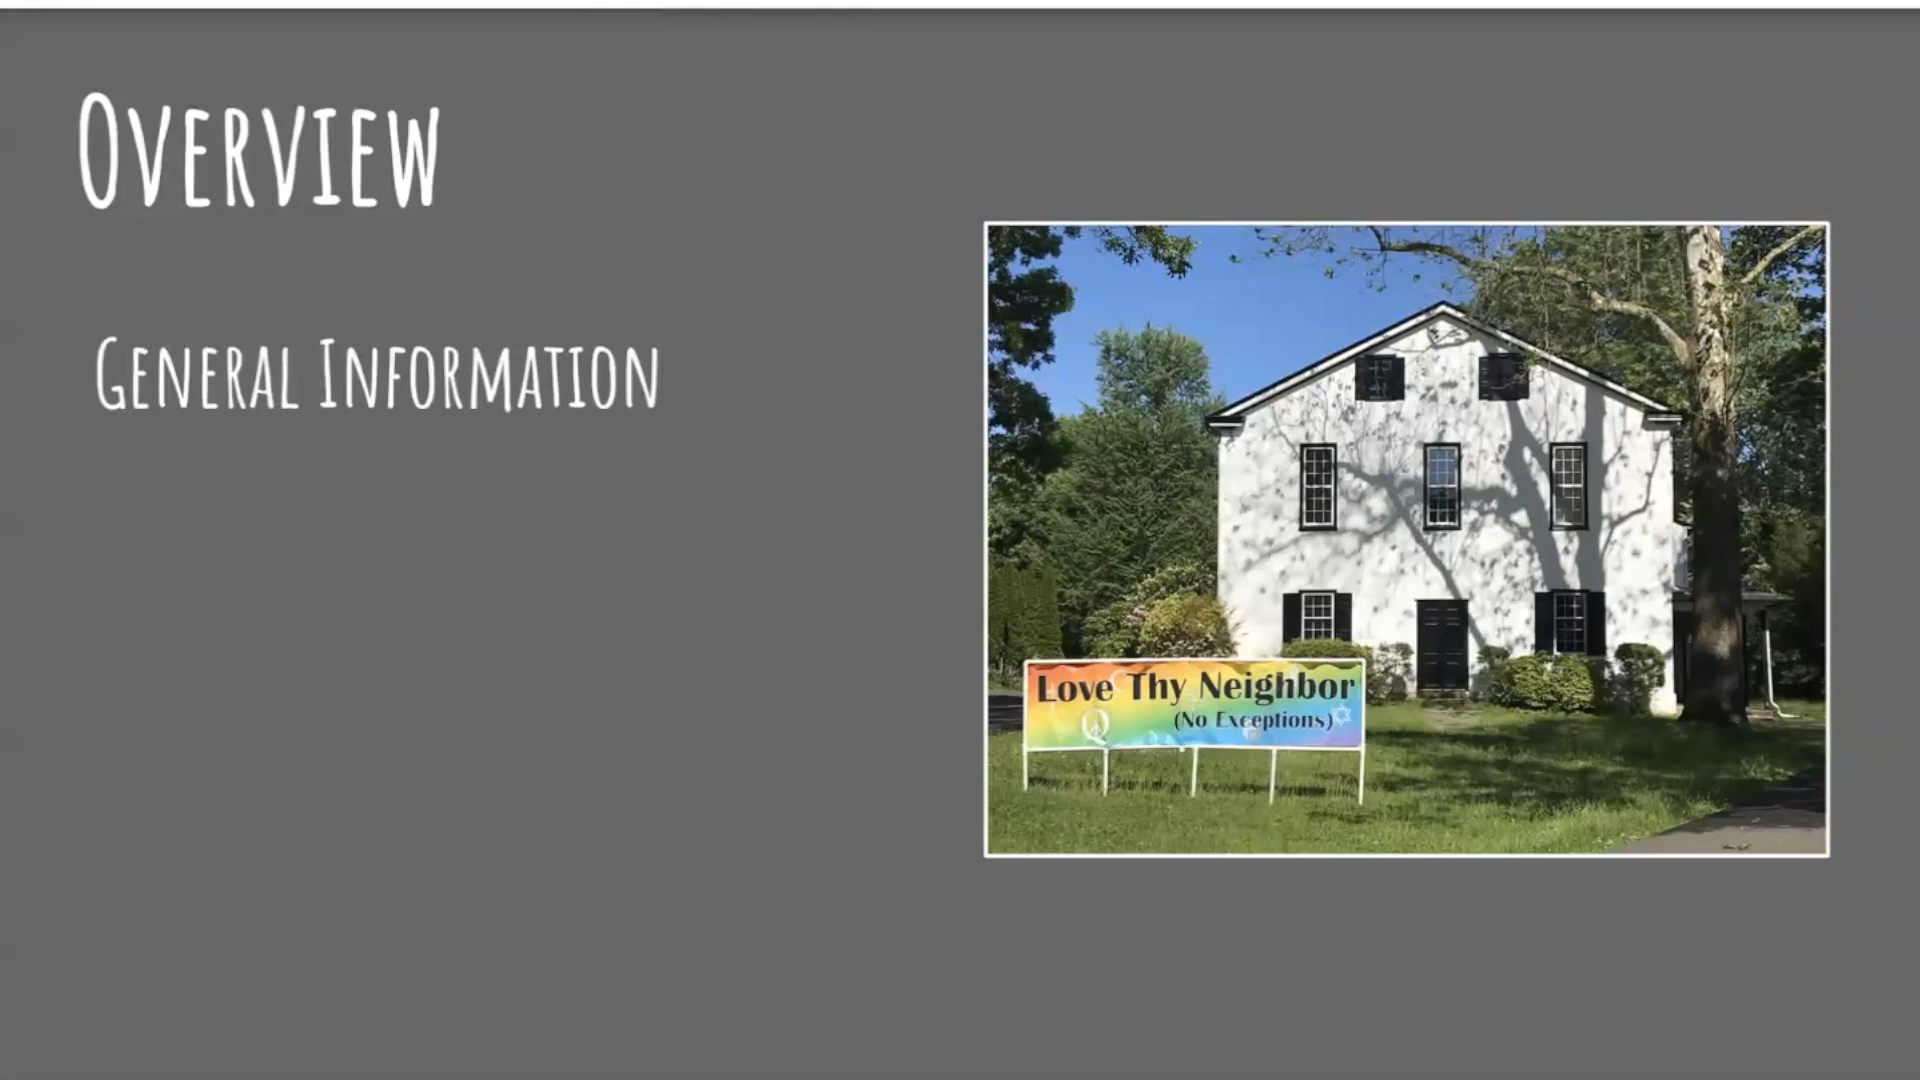 Overview
General Information
Love Thy Neighbor
(No Exceptions)